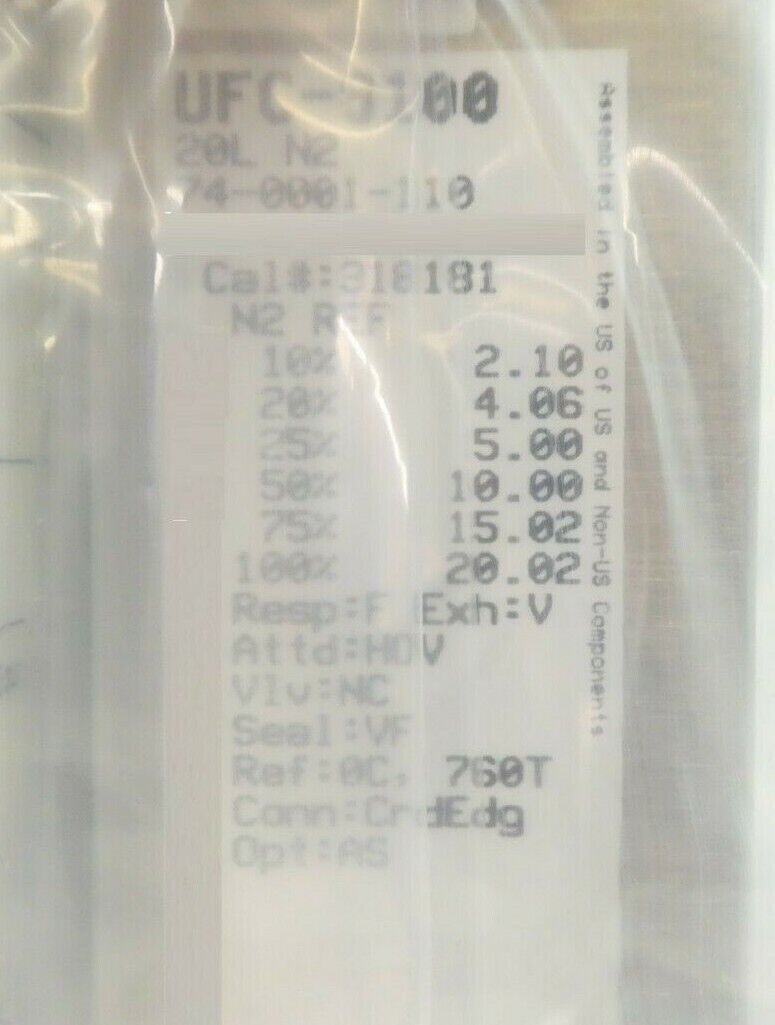 UFC-9100
20L N2
74-0001-110
Cal#:318181
N2 REF
10% 2.10
20% 4.06
25% 5.00
50% 10.00
75% 15.02
100% 20.02
Resp:F Exh:V
Attd:HOV
Vlv:NC
Seal:VF
Ref:0C, 760T
Conn:CrdEdg
Opt:AS
Assembled in the US of US and Non-US Components